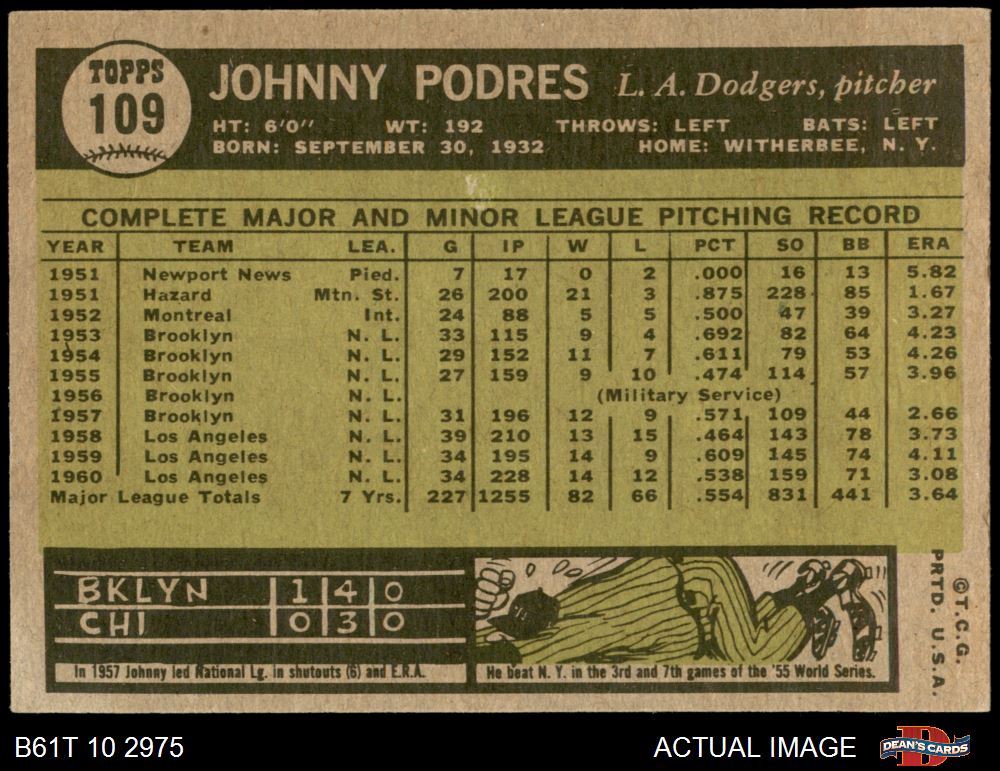 TOPPS
109
JOHNNY PODRES L. A. Dodgers, pitcher
HT: 6'0" WT: 192 THROWS: LEFT BATS: LEFT
BORN: SEPTEMBER 30, 1932 HOME: WITHERBEE, N. Y.
COMPLETE MAJOR AND MINOR LEAGUE PITCHING RECORD
YEAR TEAM LEA. G IP W L PCT SO BB ERA
1951 Newport News Pied. 7 17 0 2 .000 16 13 5.82
1951 Hazard Mtn. St. 26 200 21 3 .875 228 85 1.67
1952 Montreal Int. 24 88 5 5 .500 47 39 3.27
1953 Brooklyn N. L. 33 115 9 4 .692 82 64 4.23
1954 Brooklyn N. L. 29 152 11 7 .611 79 53 4.26
1955 Brooklyn N. L. 27 159 9 10 .474 114 57 3.96
1956 Brooklyn N. L. (Military Service)
1957 Brooklyn N. L. 31 196 12 9 .571 109 44 2.66
1958 Los Angeles N. L. 39 210 13 15 .464 143 78 3.73
1959 Los Angeles N. L. 34 195 14 9 .609 145 74 4.11
1960 Los Angeles N. L. 34 228 14 12 .538 159 71 3.08
Major League Totals 7 Yrs. 227 1255 82 66 .554 831 441 3.64
BKLYN 1 4 0
CHI 0 3 0
In 1957 Johnny led National Lg. in shutouts (6) and E.R.A.
He beat N. Y. in the 3rd and 7th games of the '55 World Series.
©T.C.G.
PRTD. U.S.A.
B61T 10 2975
ACTUAL IMAGE
DEAN'S CARDS